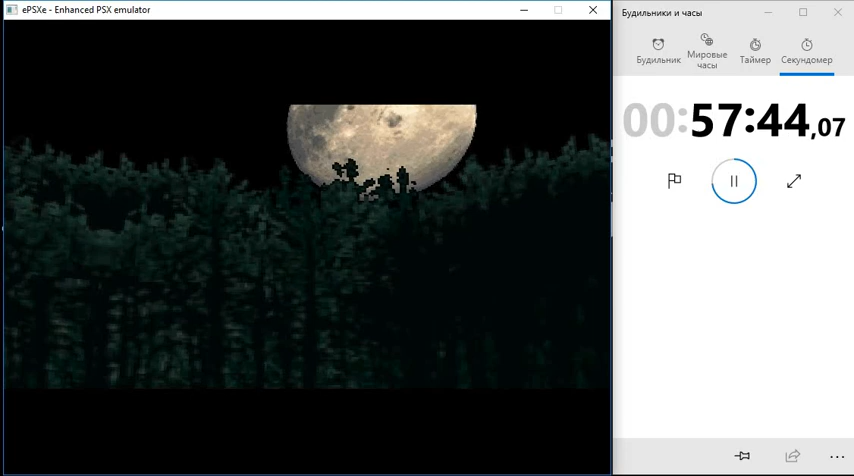 ePSXe - Enhanced PSX emulator
Будильники и часы
Будильник
Мировые
часы
Таймер
Секундомер
00:57:44,07